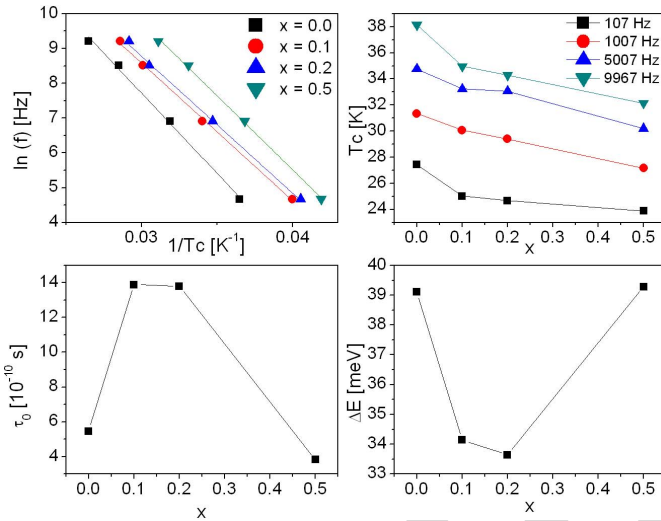 ln (f) [Hz]
10
9
8
7
6
5
4
0.03
0.04
1/Tc [K⁻¹]
x = 0.0
x = 0.1
x = 0.2
x = 0.5
Tc [K]
38
36
34
32
30
28
26
24
0.0 0.1 0.2 0.3 0.4 0.5
x
107 Hz
1007 Hz
5007 Hz
9967 Hz
τ₀ [10⁻¹⁰ s]
14
12
10
8
6
4
0.0 0.1 0.2 0.3 0.4 0.5
x
ΔE [meV]
40
39
38
37
36
35
34
33
0.0 0.1 0.2 0.3 0.4 0.5
x